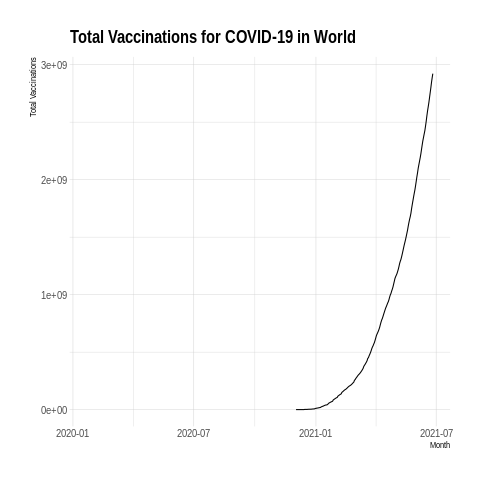 Total Vaccinations for COVID-19 in World
Total Vaccinations
3e+09
2e+09
1e+09
0e+00
2020-01
2020-07
2021-01
2021-07
Month